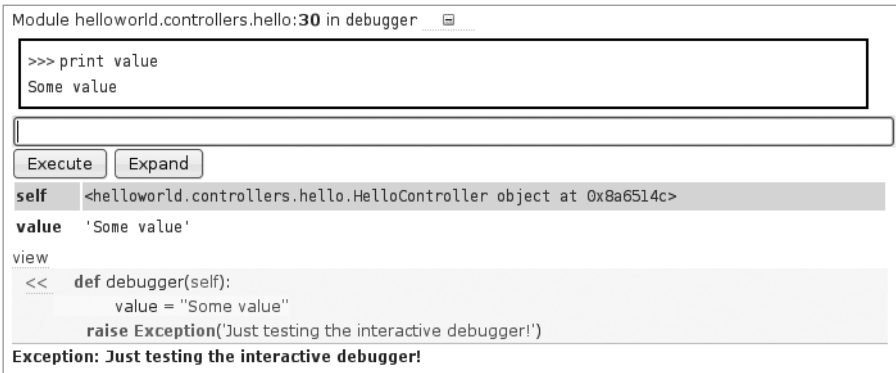 Module helloworld.controllers.hello:30 in debugger
>>> print value
Some value
Execute Expand
self <helloworld.controllers.hello.HelloController object at 0x8a6514c>
value 'Some value'
view
<< def debugger(self):
value = "Some value"
raise Exception('Just testing the interactive debugger!')
Exception: Just testing the interactive debugger!